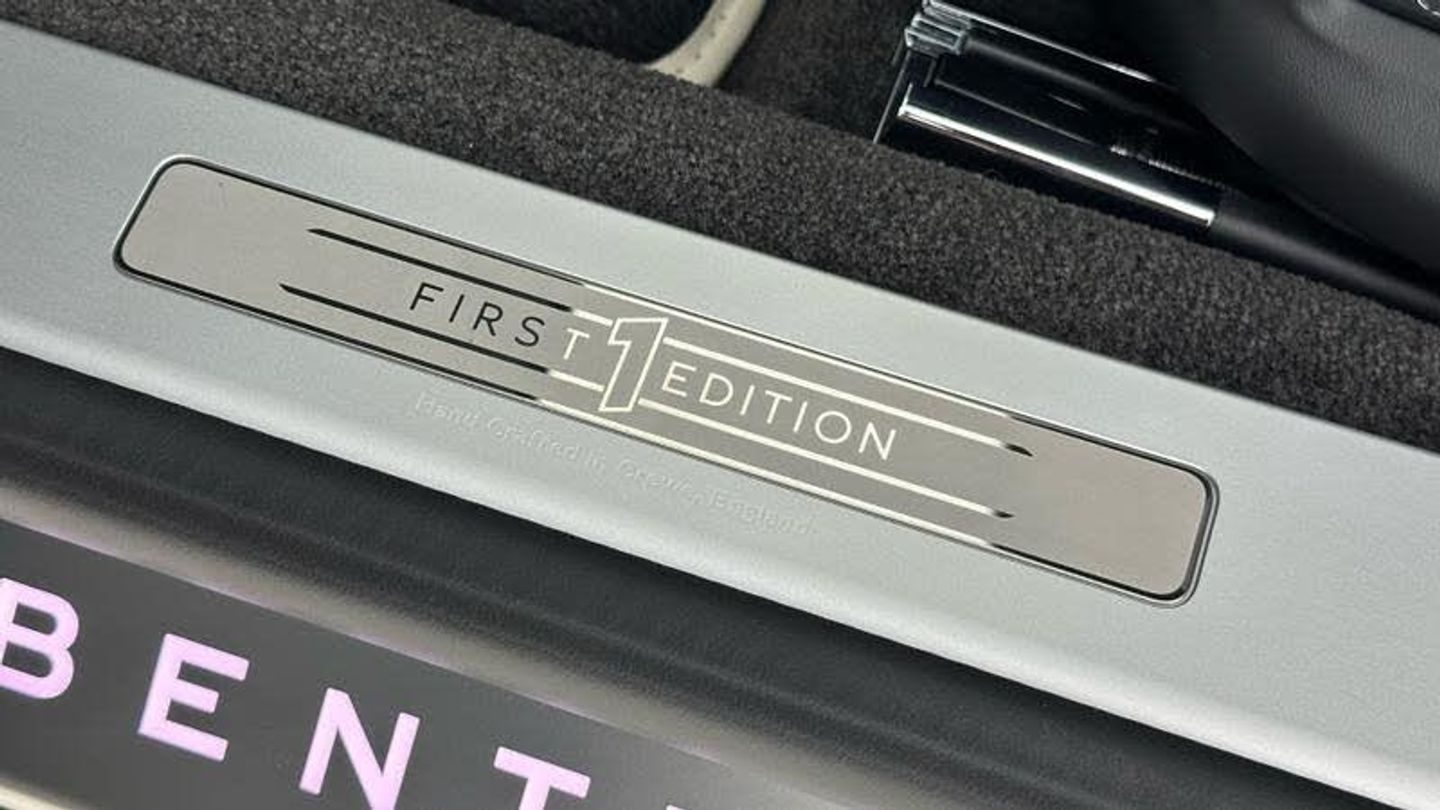 FIRST 1 EDITION
Hand Crafted in Crewe, England
BENT